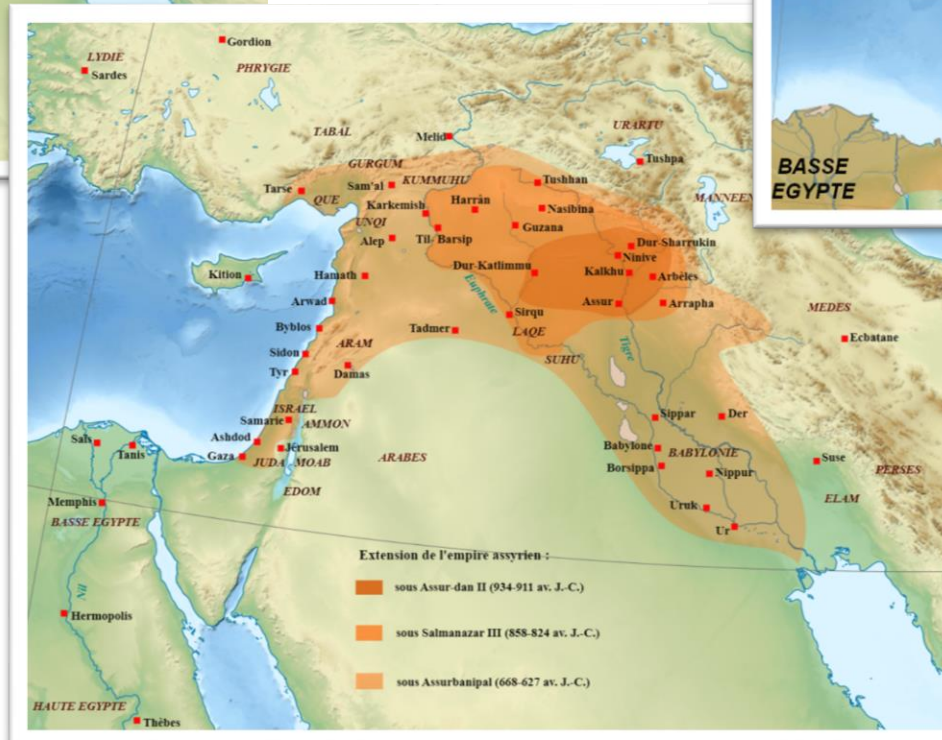 Gordion
LYDIE
Sardes
PHRYGIE
TABAL
Melid
URARTU
Tushpa
GURGUM
KUMMUHU
Tushhan
MANNEEN
Tarse
QUE
Sam'al
Karkemish
Harrân
Nasibina
UNQI
Alep
Til-Barsip
Guzana
Dur-Sharrukin
Ninive
Dur-Katlimmu
Kalkhu
Arbèles
Kition
Hamath
Euphrate
Assur
Arrapha
Arwad
Sirqu
MEDES
Byblos
Tadmer
LAQE
Ecbatane
Sidon
ARAM
Tigre
SUHU
Tyr
Damas
ISRAEL
Samarie
AMMON
Sippar
Der
Ashdod
Jérusalem
Gaza
JUDA
MOAB
ARABES
Babylone
BABYLONIE
Borsippa
Nippur
Suse
PERSES
ELAM
EDOM
Uruk
Ur
Saïs
Tanis
Memphis
BASSE EGYPTE
Nil
Hermopolis
HAUTE EGYPTE
Thèbes
Extension de l'empire assyrien :
sous Assur-dan II (934-911 av. J.-C.)
sous Salmanazar III (858-824 av. J.-C.)
sous Assurbanipal (668-627 av. J.-C.)
BASSE
EGYPTE